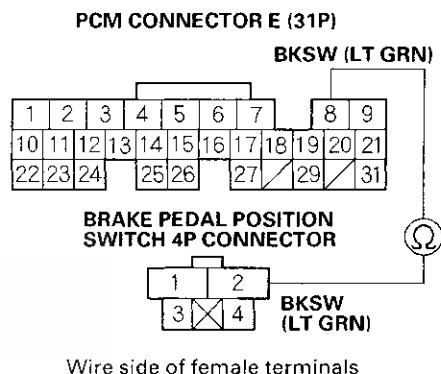 PCM CONNECTOR E (31P)
BKSW (LT GRN)
1 2 3 4 5 6 7 8 9
10 11 12 13 14 15 16 17 18 19 20 21
22 23 24 25 26 27 29 31
Ω
BRAKE PEDAL POSITION
SWITCH 4P CONNECTOR
1 2
3 4
BKSW
(LT GRN)
Wire side of female terminals